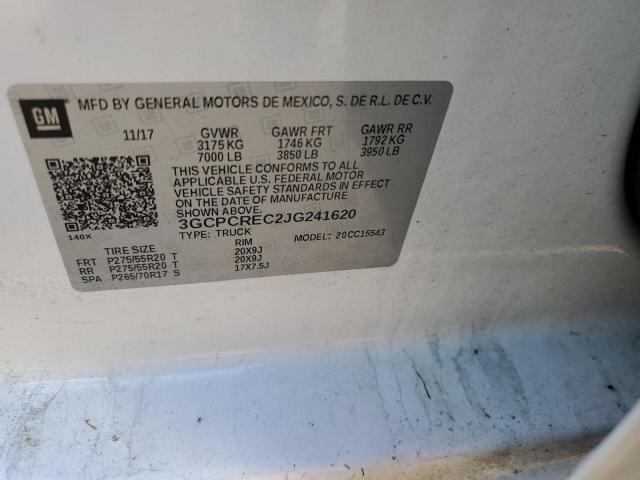 GM MFD BY GENERAL MOTORS DE MEXICO, S. DE R.L. DE C.V.
11/17 GVWR GAWR FRT GAWR RR
3175 KG 1746 KG 1792 KG
7000 LB 3850 LB 3950 LB
THIS VEHICLE CONFORMS TO ALL
APPLICABLE U.S. FEDERAL MOTOR
VEHICLE SAFETY STANDARDS IN EFFECT
ON THE DATE OF MANUFACTURE
SHOWN ABOVE.
3GCPCREC2JG241620
140X TYPE: TRUCK MODEL: 20CC15543
TIRE SIZE RIM
FRT P275/55R20 T 20X9J
RR P275/55R20 T 20X9J
SPA P265/70R17 S 17X7.5J